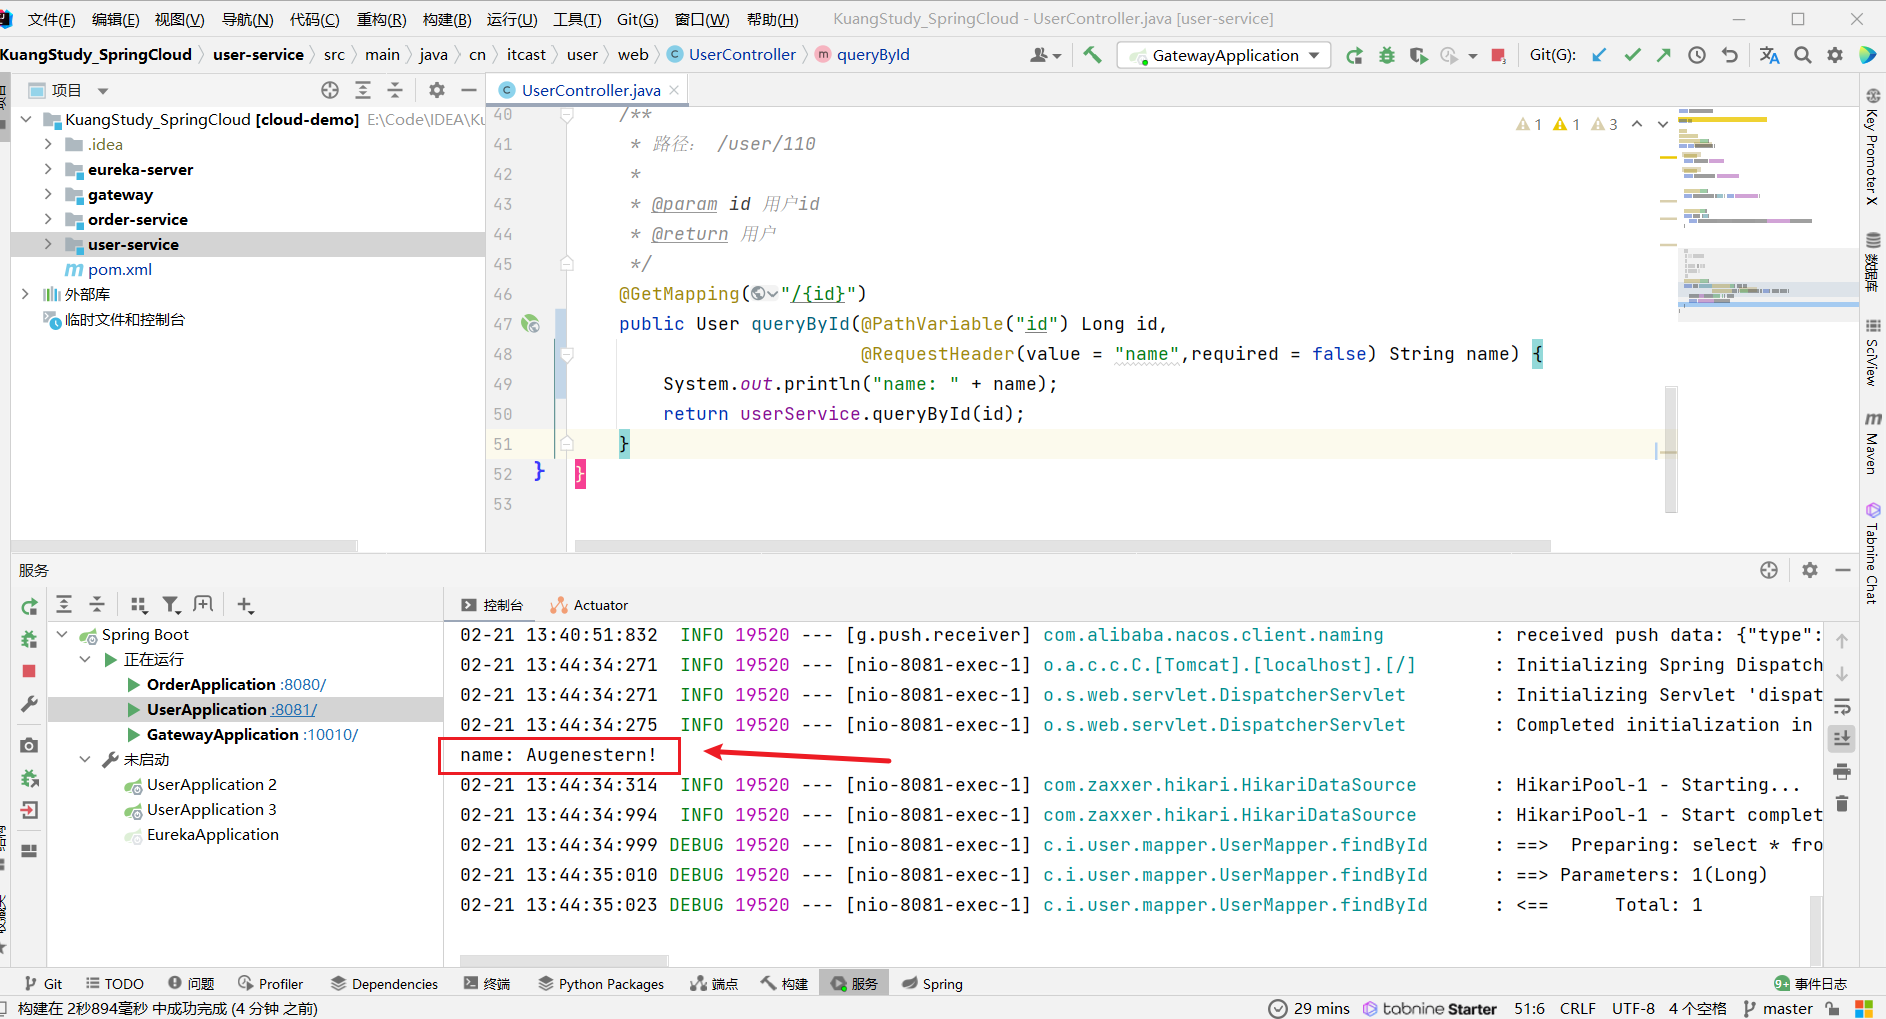 文件(F) 编辑(E) 视图(V) 导航(N) 代码(C) 重构(R) 构建(B) 运行(U) 工具(T) Git(G) 窗口(W) 帮助(H) KuangStudy_SpringCloud - UserController.java [user-service]
KuangStudy_SpringCloud user-service src main java cn itcast user web UserController queryById GatewayApplication Git(G):
项目
UserController.java
KuangStudy_SpringCloud [cloud-demo] E:\Code\IDEA\Ku
.idea
eureka-server
gateway
order-service
user-service
pom.xml
外部库
临时文件和控制台
1 1 3
40 /**
41 * 路径： /user/110
42 *
43 * @param id 用户id
44 * @return 用户
45 */
46 @GetMapping("/{id}")
47 public User queryById(@PathVariable("id") Long id,
48 @RequestHeader(value = "name",required = false) String name) {
49 System.out.println("name: " + name);
50 return userService.queryById(id);
51 }
52 }
53
Key Promoter X
数据库
SciView
Maven
Tabnine Chat
服务
控制台 Actuator
Spring Boot
正在运行
OrderApplication :8080/
UserApplication :8081/
GatewayApplication :10010/
未启动
UserApplication 2
UserApplication 3
EurekaApplication
02-21 13:40:51:832 INFO 19520 --- [g.push.receiver] com.alibaba.nacos.client.naming : received push data: {"type":
02-21 13:44:34:271 INFO 19520 --- [nio-8081-exec-1] o.a.c.c.C.[Tomcat].[localhost].[/] : Initializing Spring Dispatch
02-21 13:44:34:271 INFO 19520 --- [nio-8081-exec-1] o.s.web.servlet.DispatcherServlet : Initializing Servlet 'dispat
02-21 13:44:34:275 INFO 19520 --- [nio-8081-exec-1] o.s.web.servlet.DispatcherServlet : Completed initialization in
name: Augenestern!
02-21 13:44:34:314 INFO 19520 --- [nio-8081-exec-1] com.zaxxer.hikari.HikariDataSource : HikariPool-1 - Starting...
02-21 13:44:34:994 INFO 19520 --- [nio-8081-exec-1] com.zaxxer.hikari.HikariDataSource : HikariPool-1 - Start complet
02-21 13:44:34:999 DEBUG 19520 --- [nio-8081-exec-1] c.i.user.mapper.UserMapper.findById : ==> Preparing: select * fro
02-21 13:44:35:010 DEBUG 19520 --- [nio-8081-exec-1] c.i.user.mapper.UserMapper.findById : ==> Parameters: 1(Long)
02-21 13:44:35:023 DEBUG 19520 --- [nio-8081-exec-1] c.i.user.mapper.UserMapper.findById : <== Total: 1
Git TODO 问题 Profiler Dependencies 终端 Python Packages 端点 构建 服务 Spring 9+ 事件日志
构建在 2秒894毫秒 中成功完成 (4 分钟 之前) 29 mins tabnine Starter 51:6 CRLF UTF-8 4 个空格 master